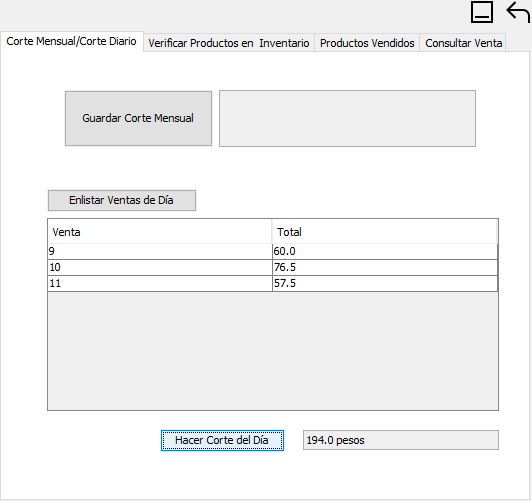 Corte Mensual/Corte Diario Verificar Productos en Inventario Productos Vendidos Consultar Venta
Guardar Corte Mensual
Enlistar Ventas de Día
Venta Total
9 60.0
10 76.5
11 57.5
Hacer Corte del Día 194.0 pesos